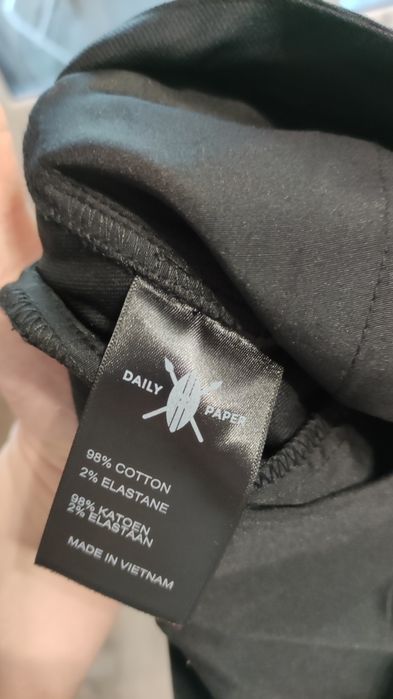 DAILY PAPER
98% COTTON
2% ELASTANE
98% KATOEN
2% ELASTAAN
MADE IN VIETNAM